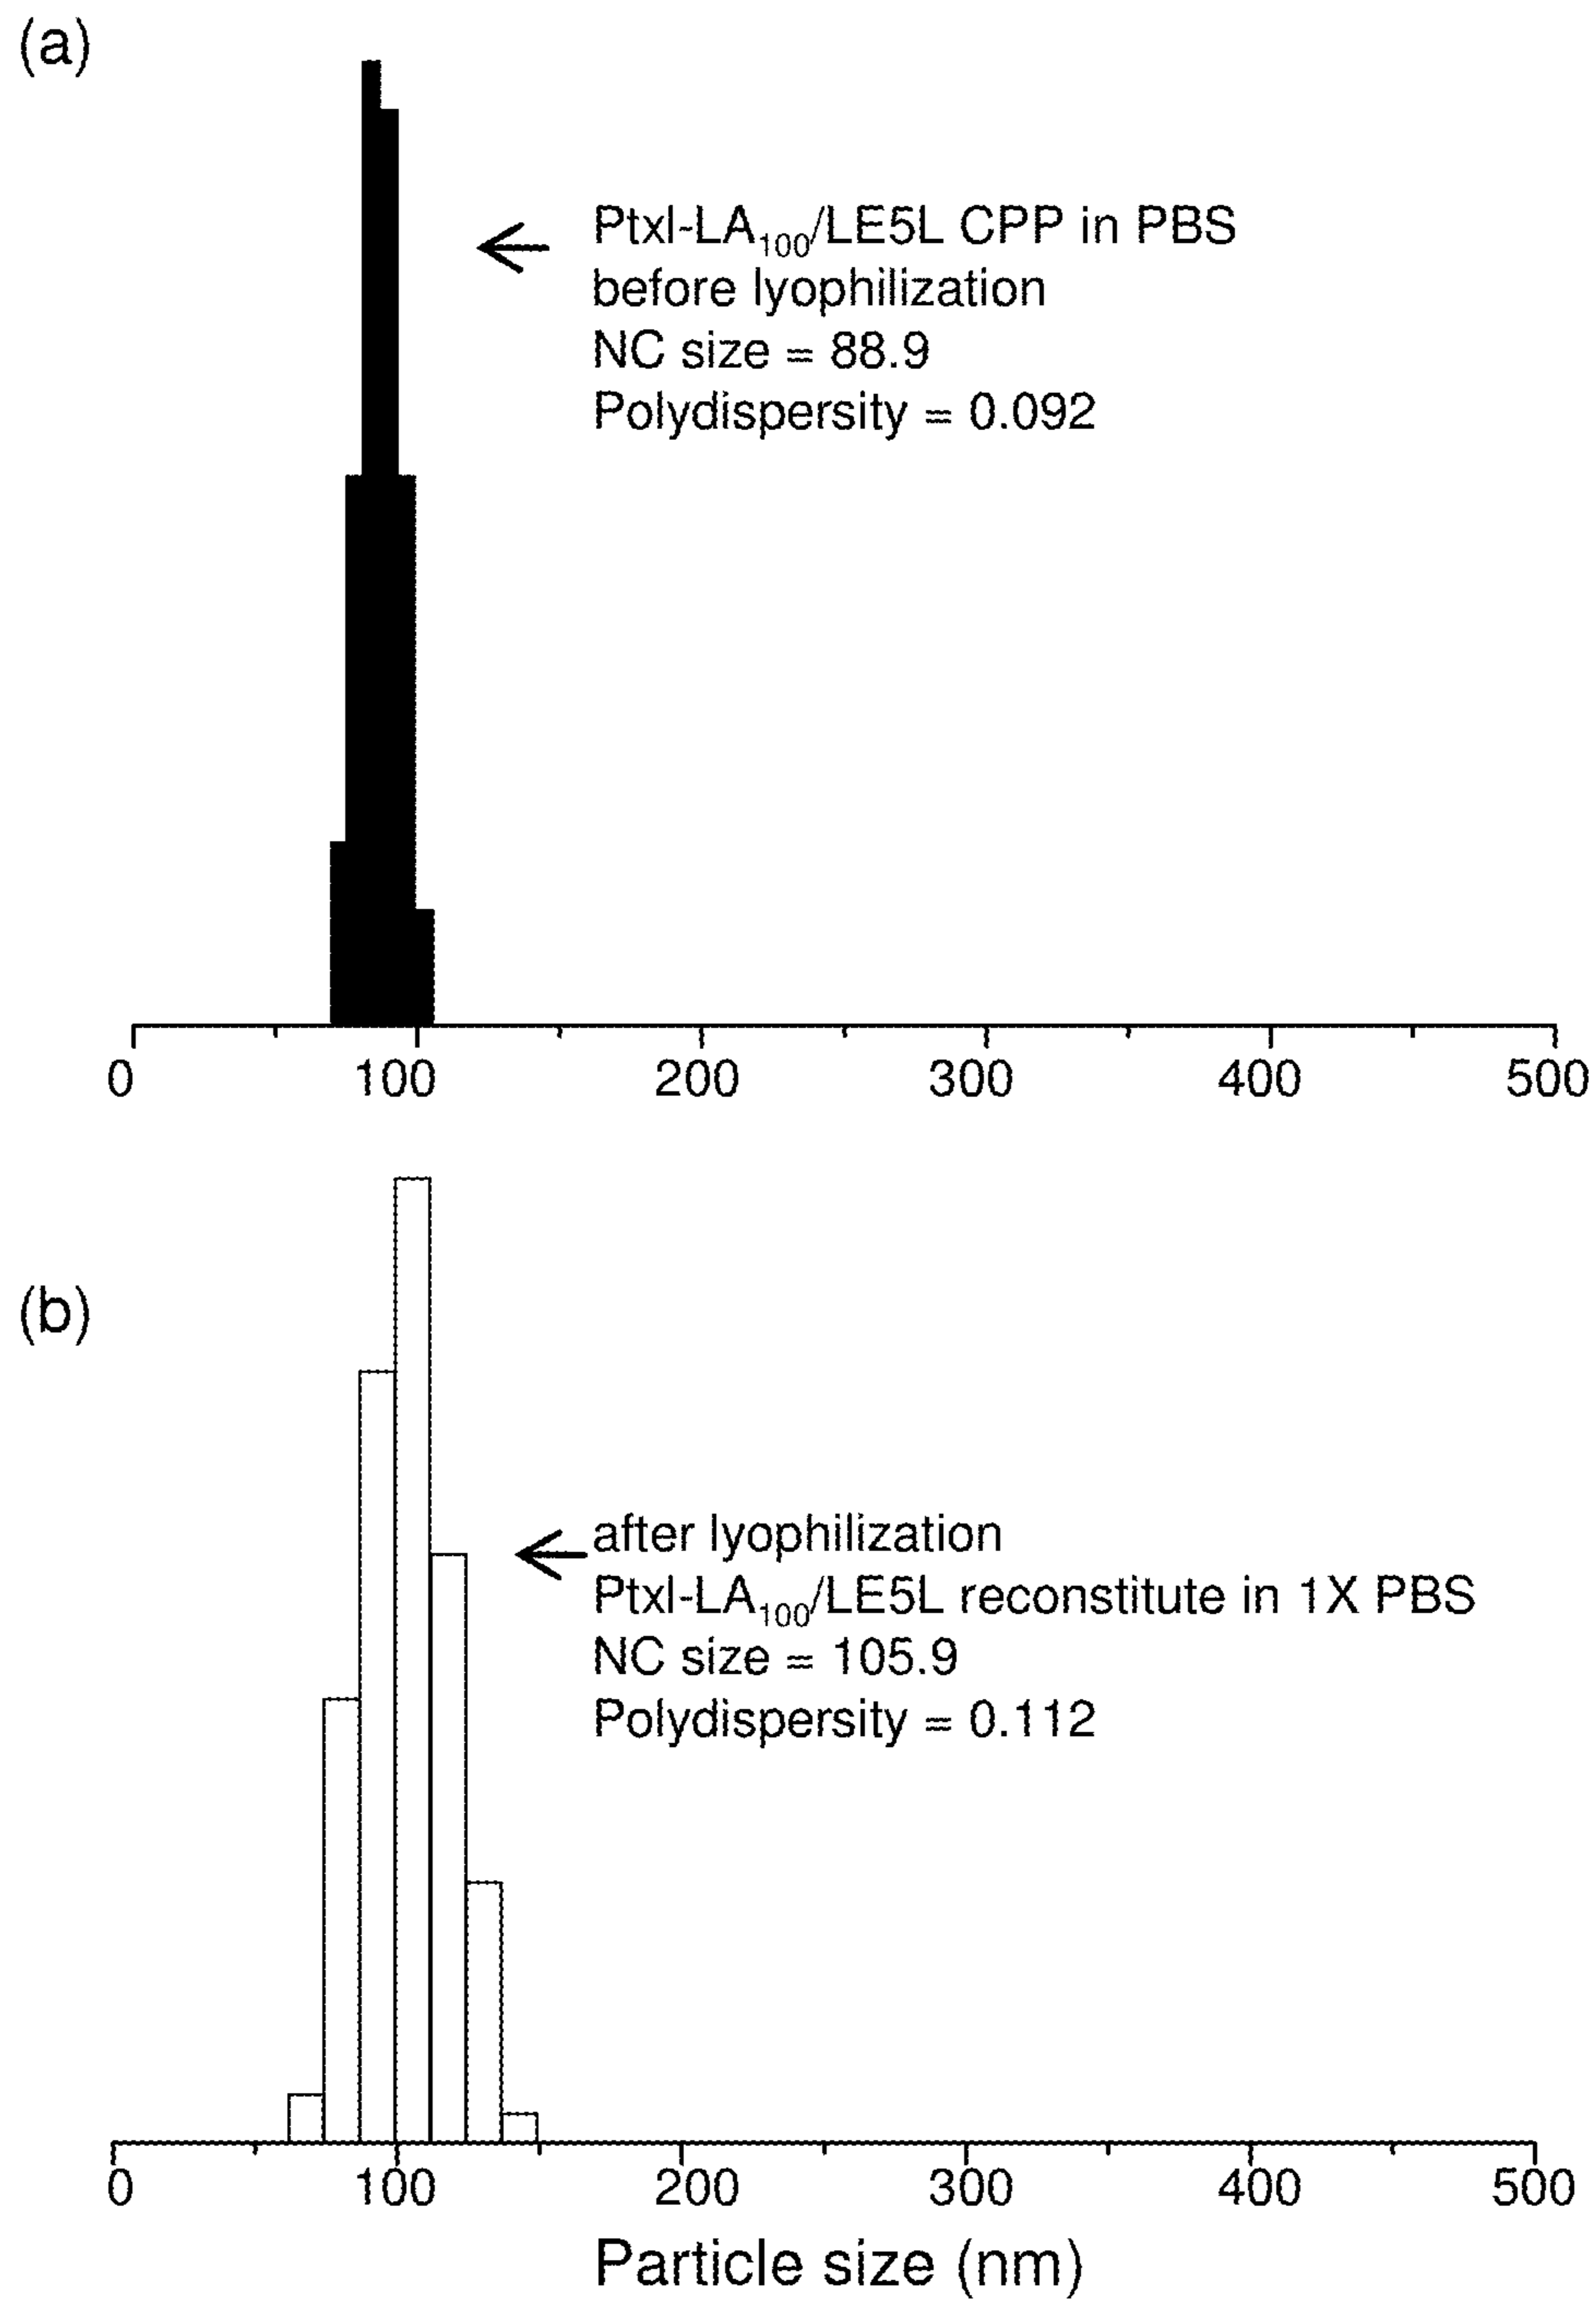 (a)
Ptxl-LA₁₀₀/LE5L CPP in PBS
before lyophilization
NC size = 88.9
Polydispersity = 0.092
0 100 200 300 400 500
(b)
after lyophilization
Ptxl-LA₁₀₀/LE5L reconstitute in 1X PBS
NC size = 105.9
Polydispersity = 0.112
0 100 200 300 400 500
Particle size (nm)